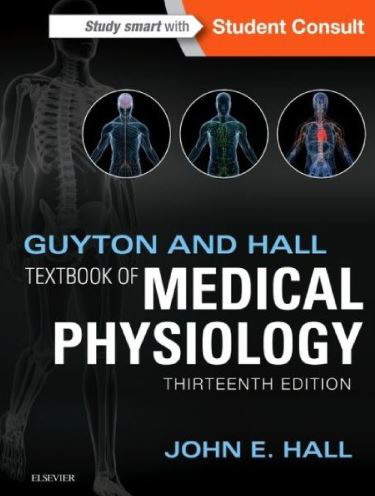 Study smart with Student Consult
GUYTON AND HALL
TEXTBOOK OF MEDICAL
PHYSIOLOGY
THIRTEENTH EDITION
JOHN E. HALL
ELSEVIER